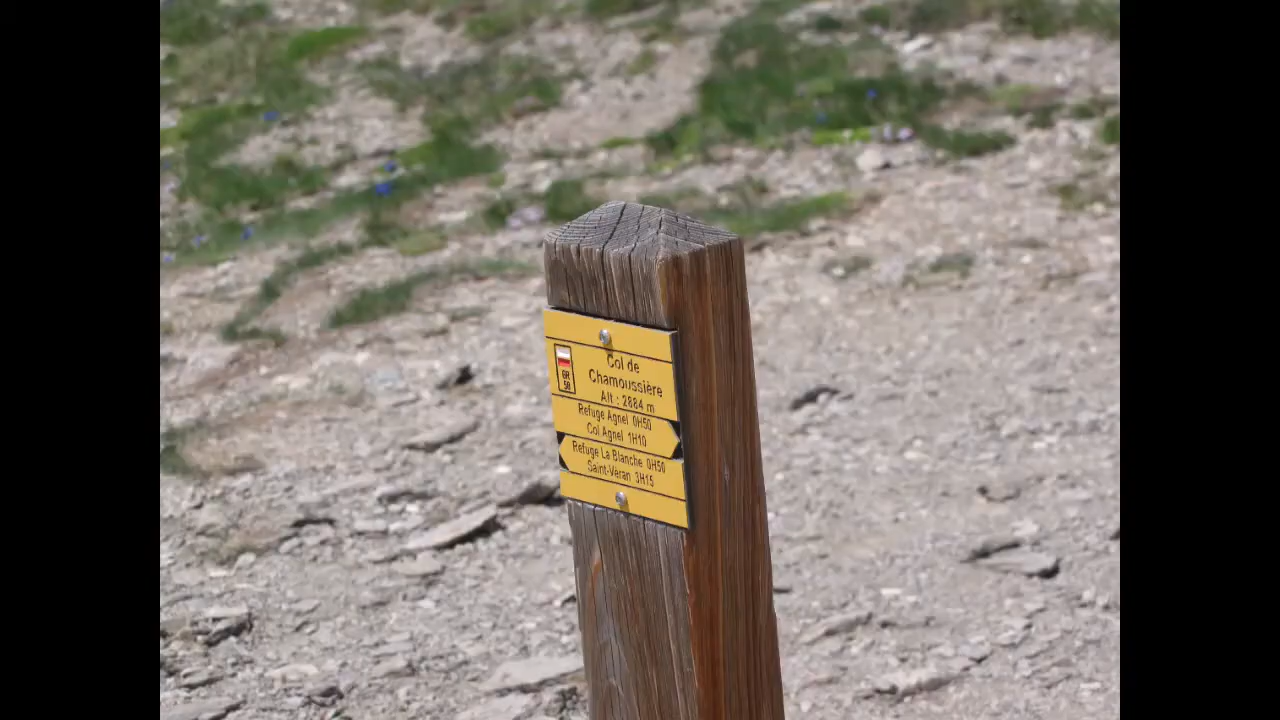 Col de
Chamoussière
Alt : 2884 m
GR
58
Refuge Agnel 0H50
Col Agnel 1H10
Refuge La Blanche 0H50
Saint-Veran 3H15